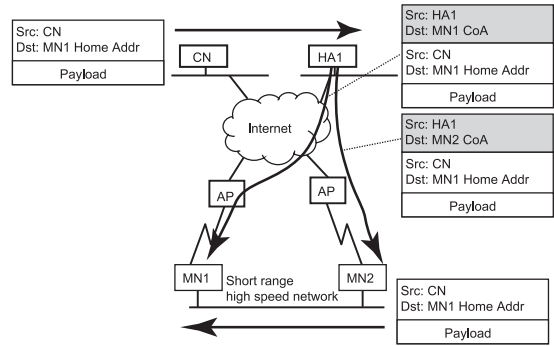 Src: CN
Dst: MN1 Home Addr
Payload
CN
HA1
Src: HA1
Dst: MN1 CoA
Src: CN
Dst: MN1 Home Addr
Payload
Internet
Src: HA1
Dst: MN2 CoA
Src: CN
Dst: MN1 Home Addr
Payload
AP
AP
MN1
Short range
high speed network
MN2
Src: CN
Dst: MN1 Home Addr
Payload